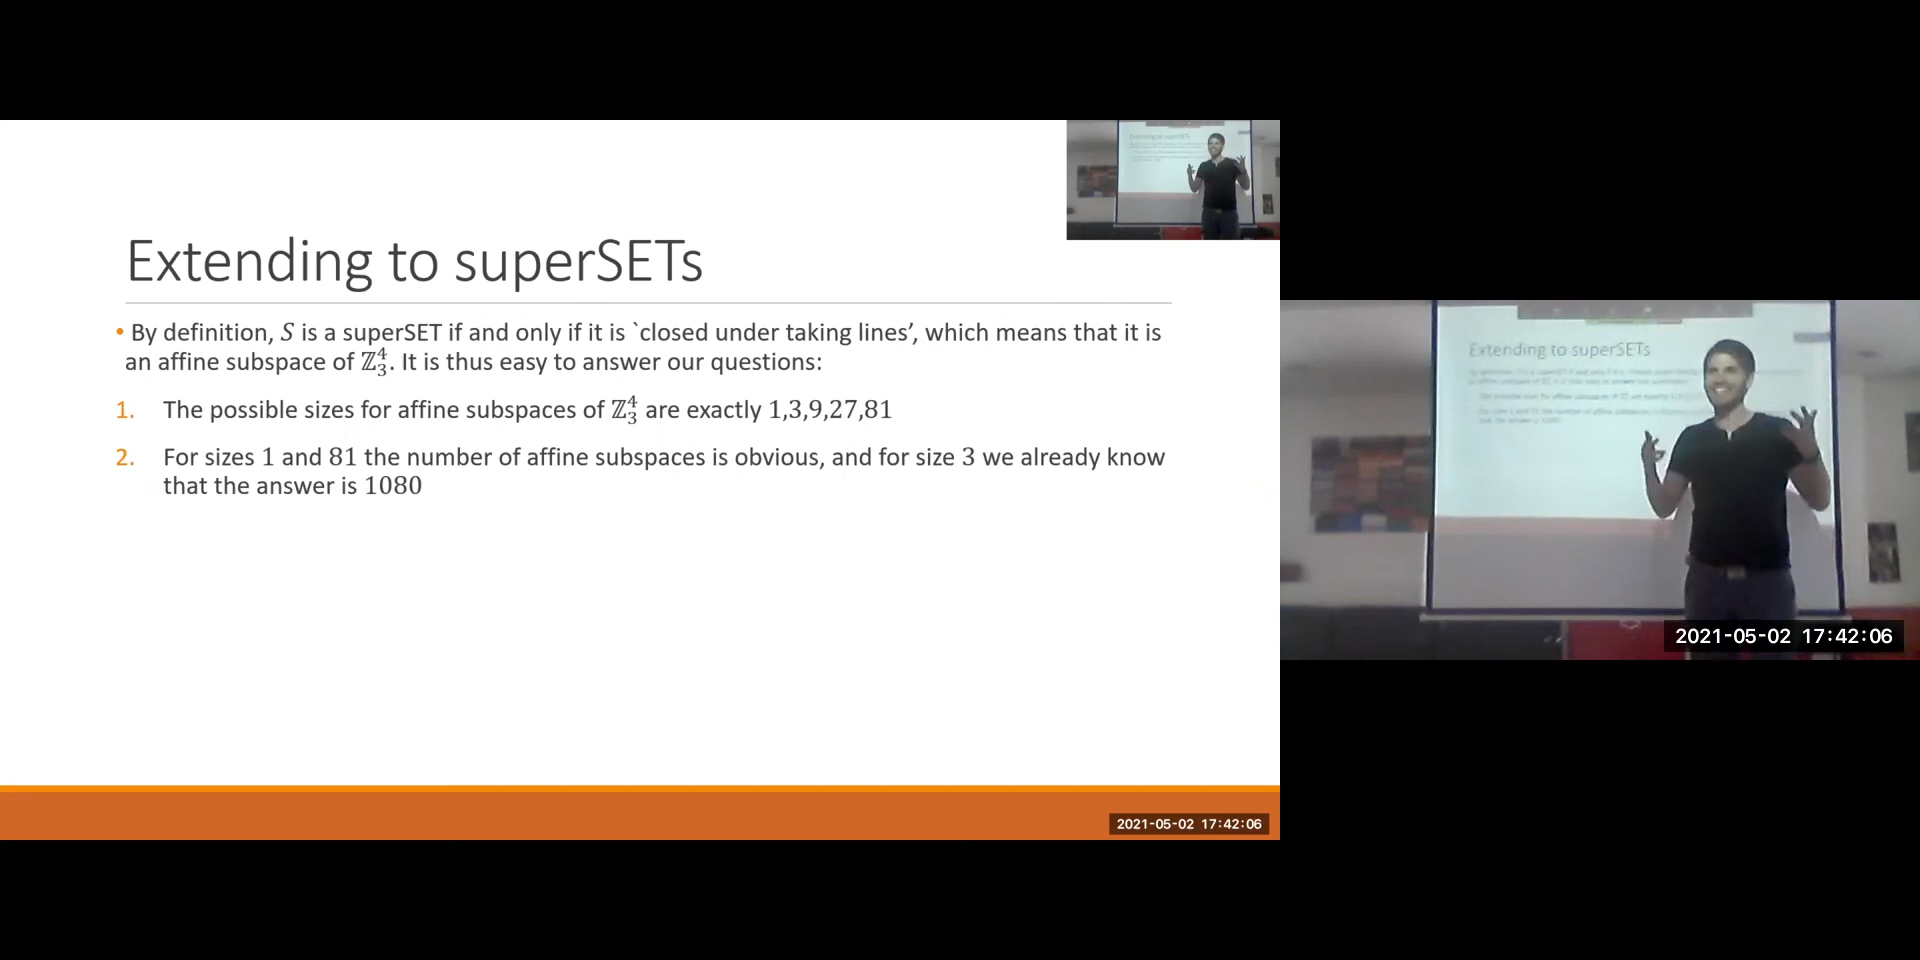 Extending to superSETs
• By definition, 𝑆 is a superSET if and only if it is `closed under taking lines’, which means that it is
an affine subspace of ℤ₃⁴. It is thus easy to answer our questions:
1. The possible sizes for affine subspaces of ℤ₃⁴ are exactly 1,3,9,27,81
2. For sizes 1 and 81 the number of affine subspaces is obvious, and for size 3 we already know
that the answer is 1080
2021-05-02 17:42:06
Extending to superSETs
Extending to superSETs
2021-05-02 17:42:06